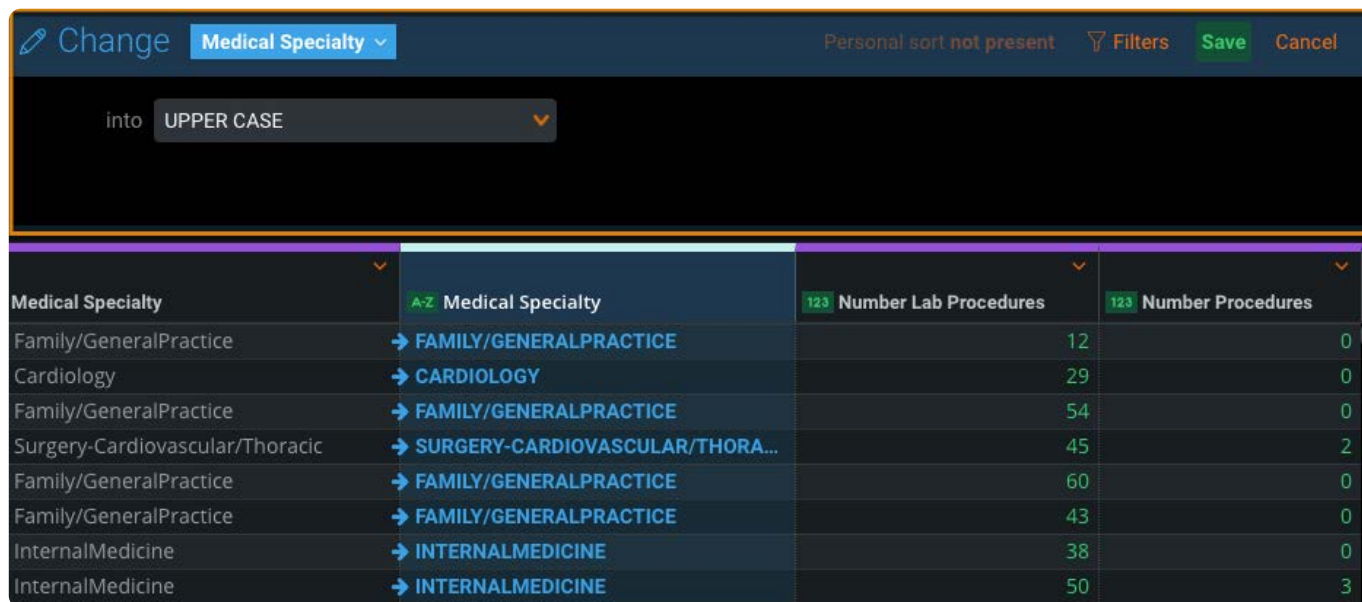 Change Medical Specialty Personal sort not present Filters Save Cancel
into UPPER CASE
Medical Specialty A-Z Medical Specialty 123 Number Lab Procedures 123 Number Procedures
Family/GeneralPractice FAMILY/GENERALPRACTICE 12 0
Cardiology CARDIOLOGY 29 0
Family/GeneralPractice FAMILY/GENERALPRACTICE 54 0
Surgery-Cardiovascular/Thoracic SURGERY-CARDIOVASCULAR/THORA... 45 2
Family/GeneralPractice FAMILY/GENERALPRACTICE 60 0
Family/GeneralPractice FAMILY/GENERALPRACTICE 43 0
InternalMedicine INTERNALMEDICINE 38 0
InternalMedicine INTERNALMEDICINE 50 3